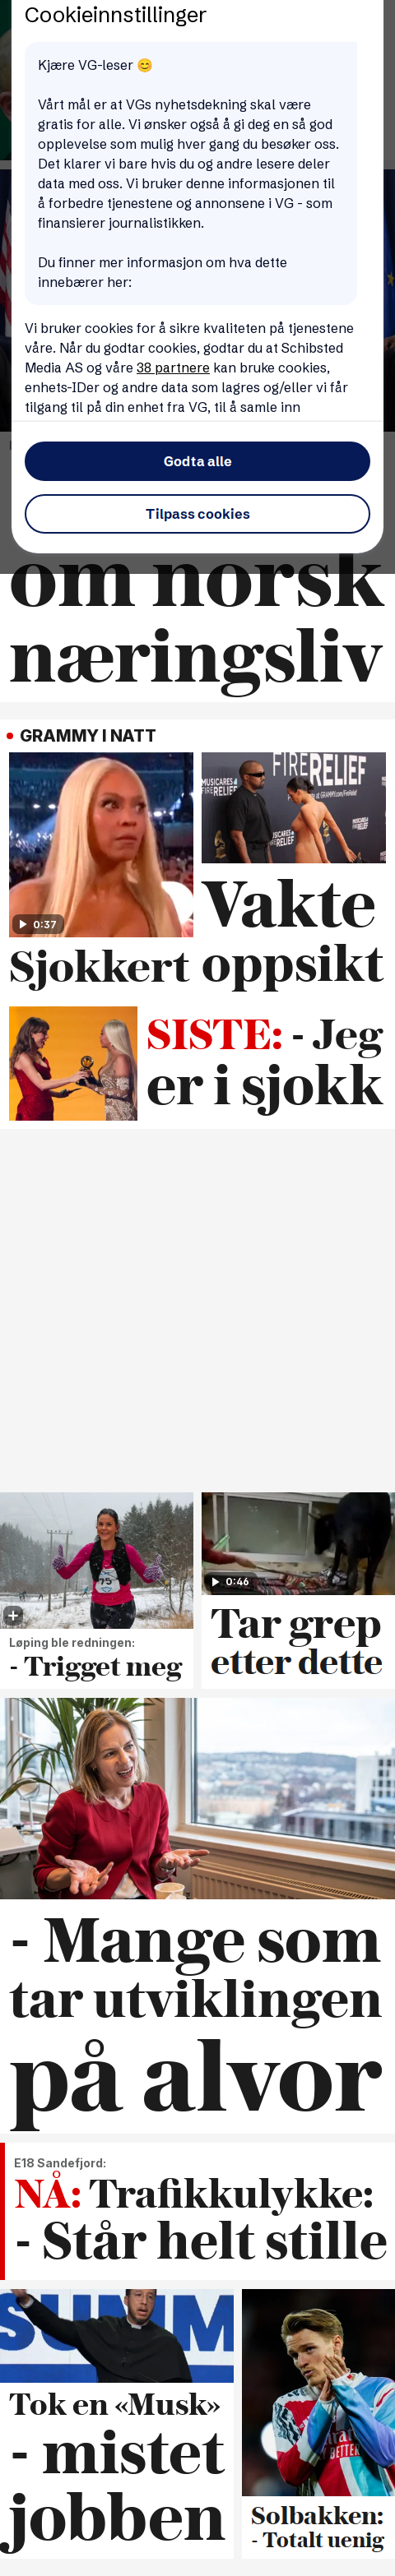 Cookieinnstillinger
Kjære VG-leser 😊
Vårt mål er at VGs nyhetsdekning skal være
gratis for alle. Vi ønsker også å gi deg en så god
opplevelse som mulig hver gang du besøker oss.
Det klarer vi bare hvis du og andre lesere deler
data med oss. Vi bruker denne informasjonen til
å forbedre tjenestene og annonsene i VG - som
finansierer journalistikken.
Du finner mer informasjon om hva dette
innebærer her:
Vi bruker cookies for å sikre kvaliteten på tjenestene
våre. Når du godtar cookies, godtar du at Schibsted
Media AS og våre 38 partnere kan bruke cookies,
enhets-IDer og andre data som lagres og/eller vi får
tilgang til på din enhet fra VG, til å samle inn
Godta alle
Tilpass cookies
om norsk
næringsliv
GRAMMY I NATT
0:37
Sjokkert
MUSICARES
FIRE RELIEF
FIRERELIEF
Vakte
oppsikt
SISTE: - Jeg
er i sjokk
75
Løping ble redningen:
- Trigget meg
0:46
Tar grep
etter dette
- Mange som
tar utviklingen
på alvor
E18 Sandefjord:
NÅ: Trafikkulykke:
- Står helt stille
SUMM
Tok en «Musk»
- mistet
jobben
Solbakken:
- Totalt uenig